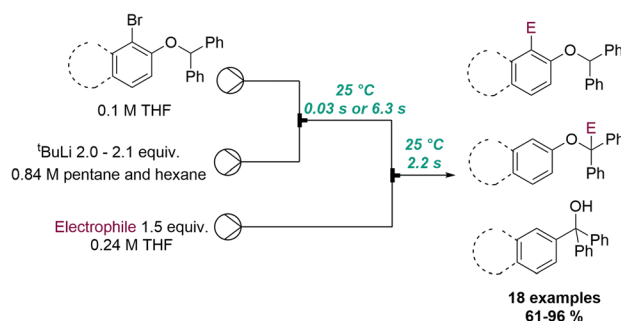 Br
O
Ph
Ph
0.1 M THF
ᵗBuLi 2.0 - 2.1 equiv.
0.84 M pentane and hexane
Electrophile 1.5 equiv.
0.24 M THF
25 °C
0.03 s or 6.3 s
25 °C
2.2 s
E
O
Ph
Ph
E
O
Ph
Ph
OH
Ph
Ph
18 examples
61-96 %